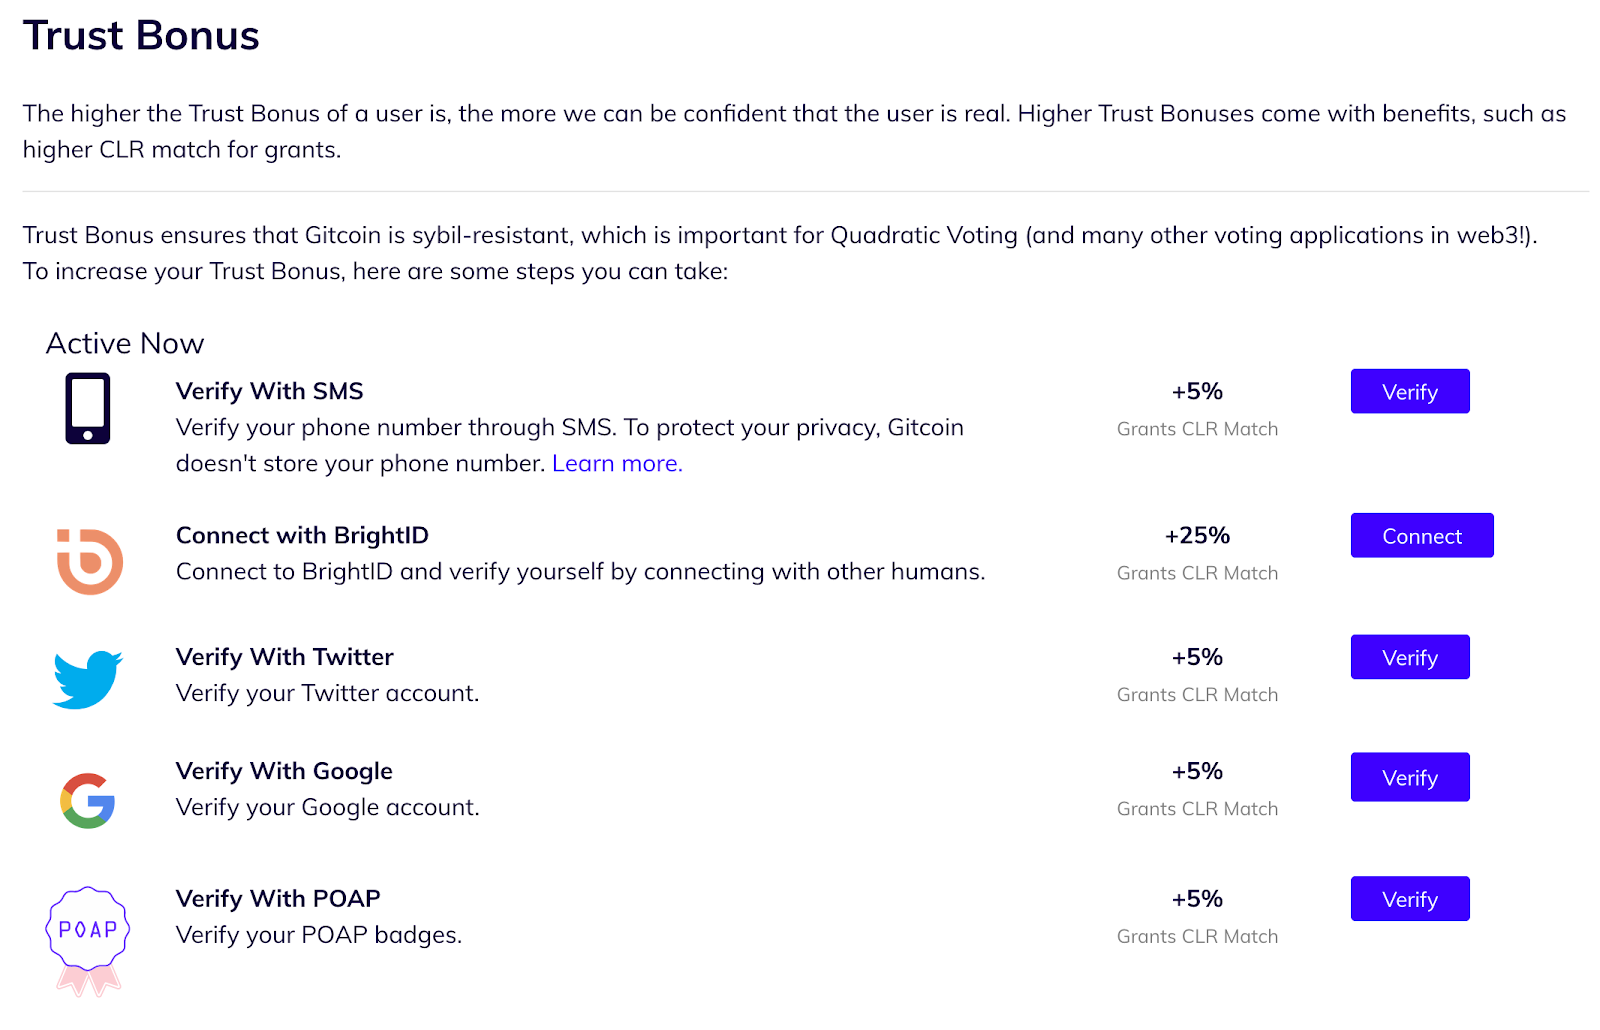 Trust Bonus
The higher the Trust Bonus of a user is, the more we can be confident that the user is real. Higher Trust Bonuses come with benefits, such as
higher CLR match for grants.
Trust Bonus ensures that Gitcoin is sybil-resistant, which is important for Quadratic Voting (and many other voting applications in web3!).
To increase your Trust Bonus, here are some steps you can take:
Active Now
Verify With SMS
+5%
Verify
Verify your phone number through SMS. To protect your privacy, Gitcoin
Grants CLR Match
doesn't store your phone number. Learn more.
Connect with BrightID
+25%
Connect
Connect to BrightID and verify yourself by connecting with other humans.
Grants CLR Match
Verify With Twitter
+5%
Verify
Verify your Twitter account.
Grants CLR Match
Verify With Google
+5%
Verify
Verify your Google account.
Grants CLR Match
POAP
Verify With POAP
+5%
Verify
Verify your POAP badges.
Grants CLR Match